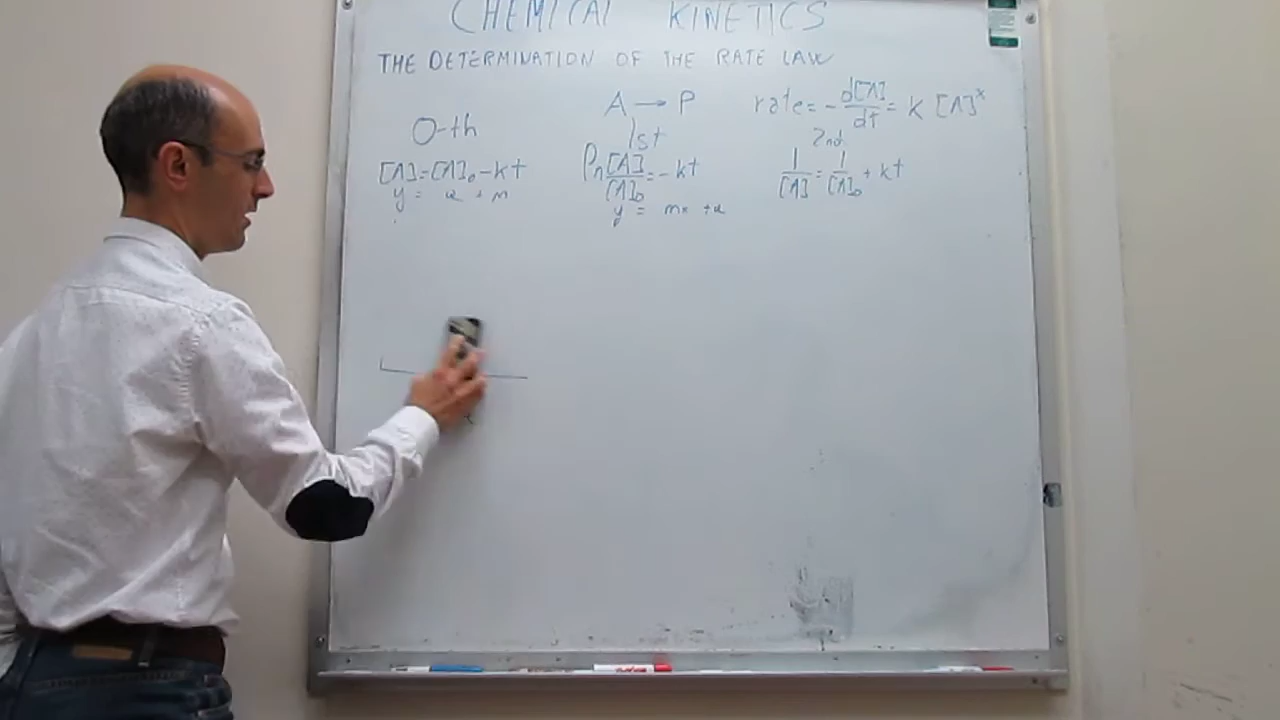 CHEMICAL KINETICS
THE DETERMINATION OF THE RATE LAW
A → P rate = - d[A]/dt = K [A]^x
0-th 1st 2nd
[A] = [A]₀ - kt
y = a + m
ln [A]/[A]₀ = - kt
y = mx + a
1/[A] = 1/[A]₀ + kt